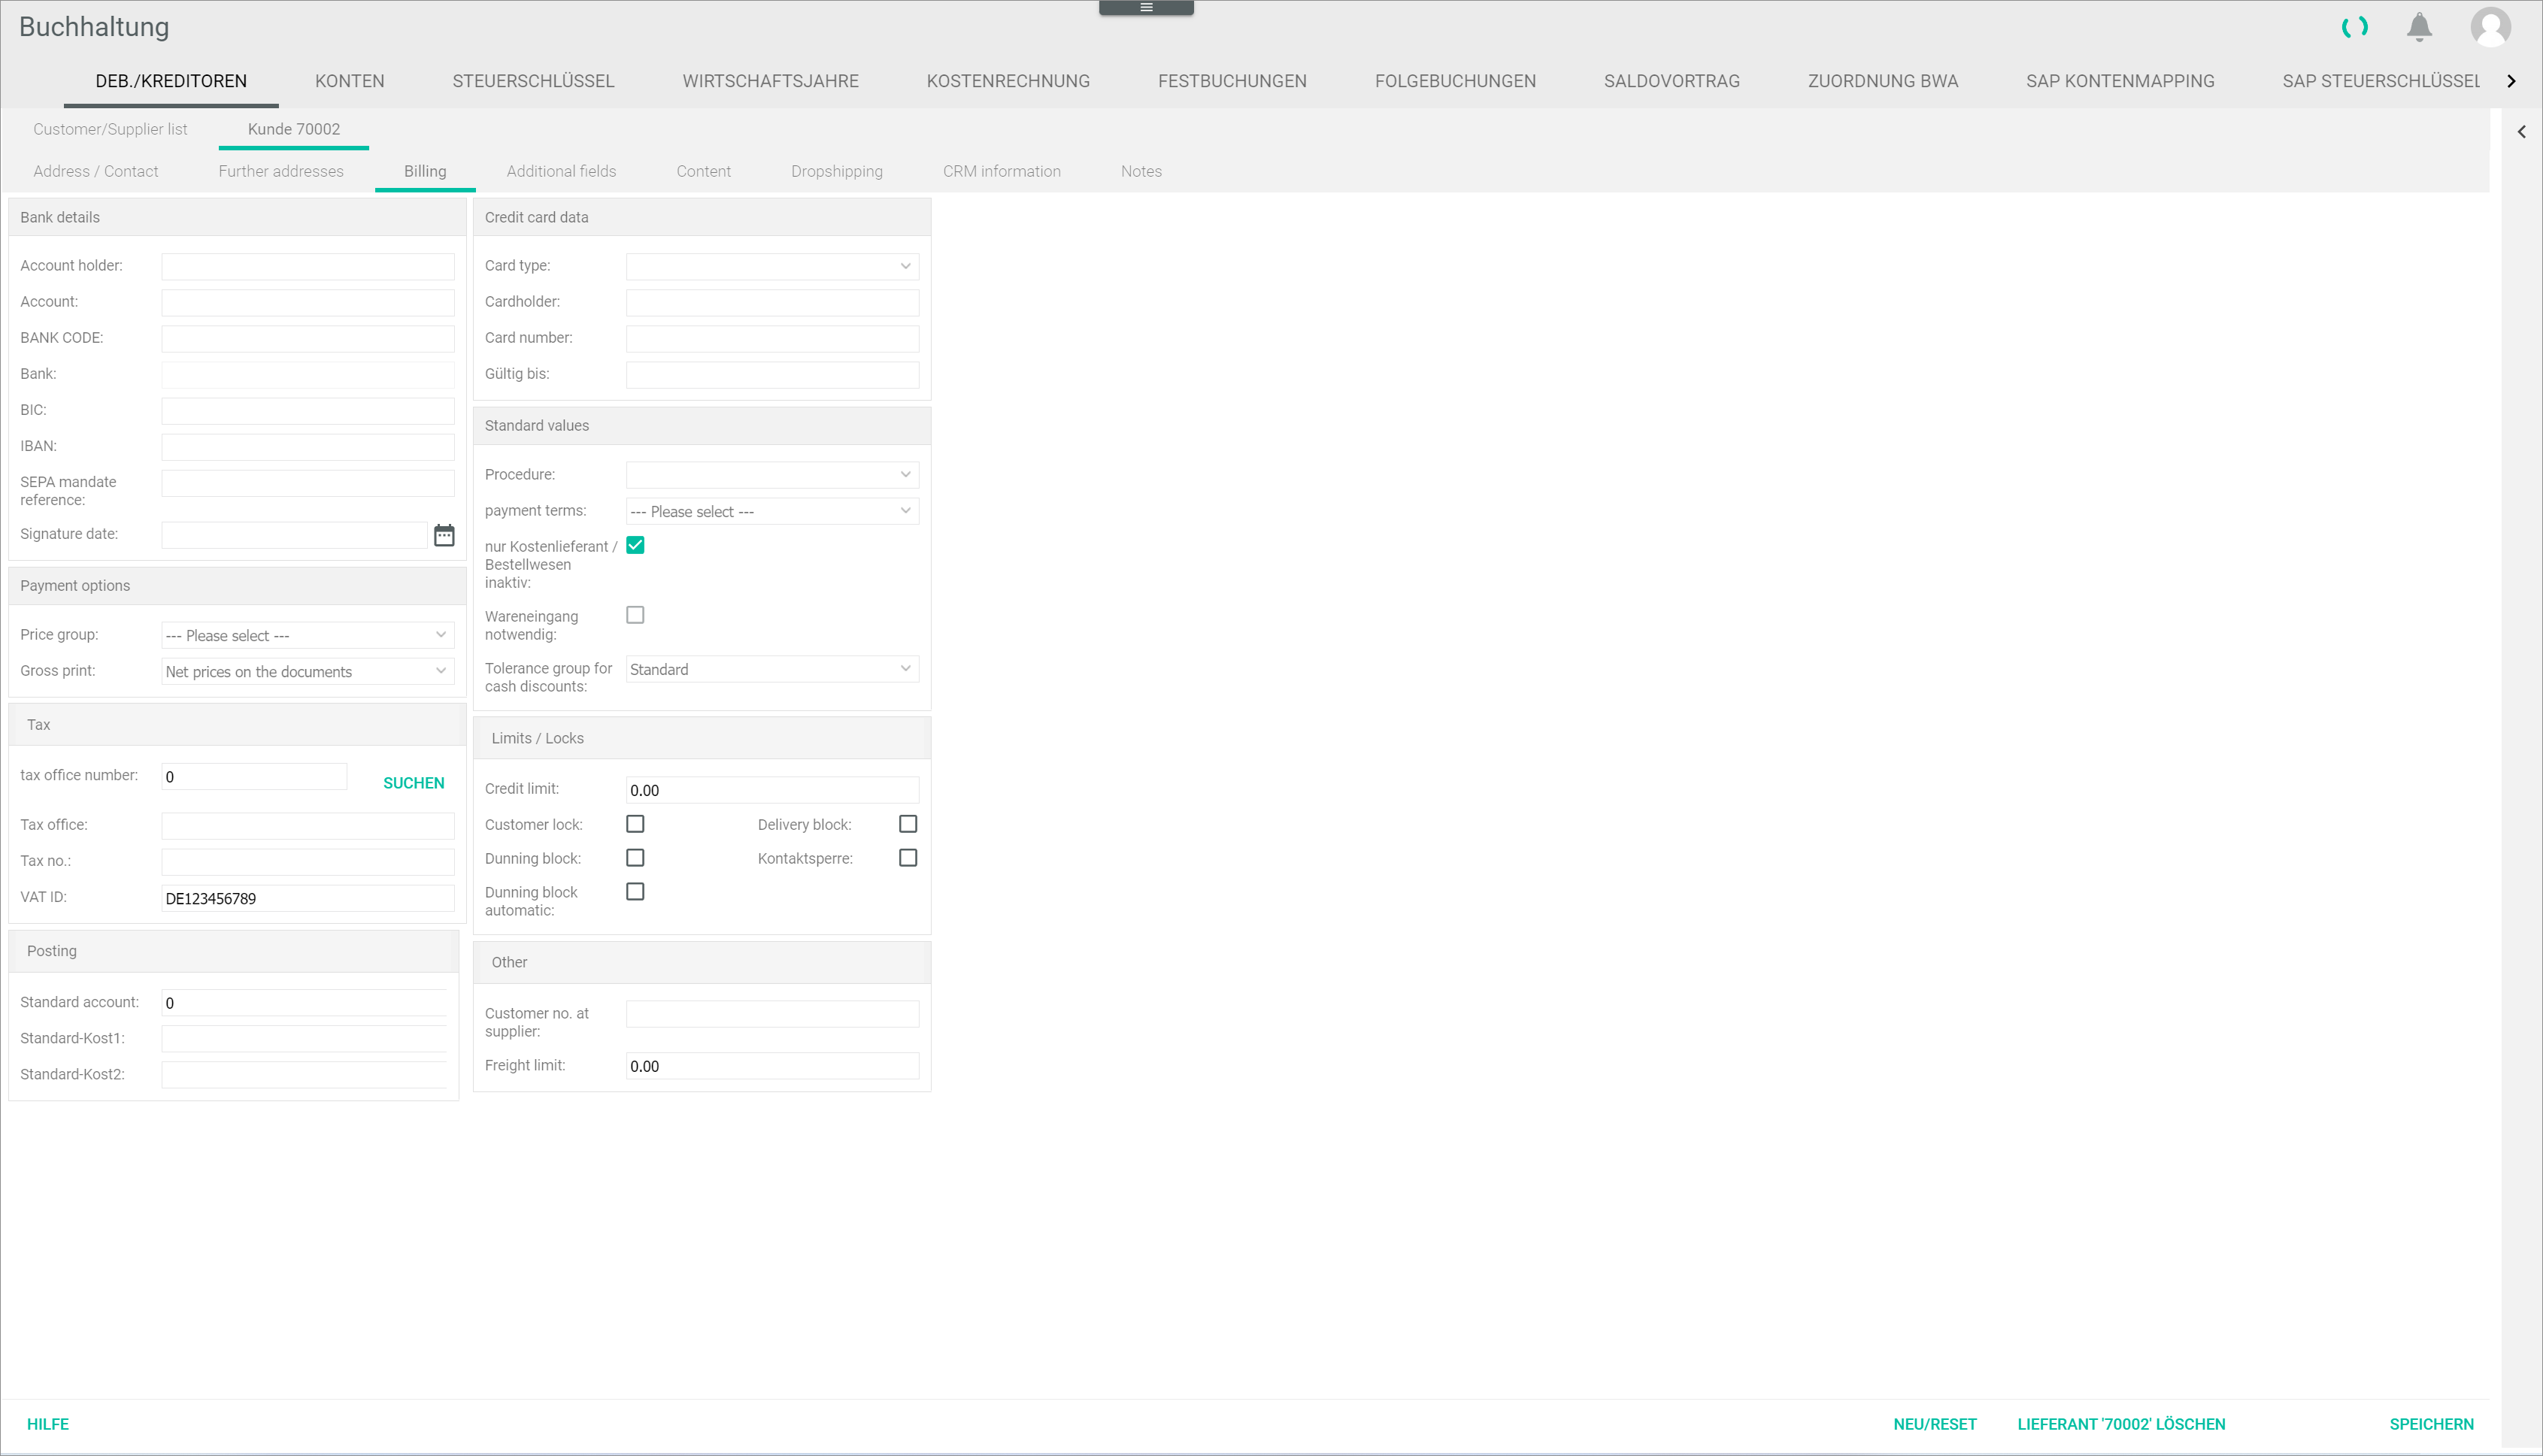 Buchhaltung
DEB./KREDITOREN KONTEN STEUERSCHLÜSSEL WIRTSCHAFTSJAHRE KOSTENRECHNUNG FESTBUCHUNGEN FOLGEBUCHUNGEN SALDOVORTRAG ZUORDNUNG BWA SAP KONTENMAPPING SAP STEUERSCHLÜSSEL
Customer/Supplier list Kunde 70002
Address / Contact Further addresses Billing Additional fields Content Dropshipping CRM information Notes
Bank details
Account holder:
Account:
BANK CODE:
Bank:
BIC:
IBAN:
SEPA mandate
reference:
Signature date:
Payment options
Price group: --- Please select ---
Gross print: Net prices on the documents
Tax
tax office number: 0 SUCHEN
Tax office:
Tax no.:
VAT ID: DE123456789
Posting
Standard account: 0
Standard-Kost1:
Standard-Kost2:
Credit card data
Card type:
Cardholder:
Card number:
Gültig bis:
Standard values
Procedure:
payment terms: --- Please select ---
nur Kostenlieferant /
Bestellwesen
inaktiv:
Wareneingang
notwendig:
Tolerance group for Standard
cash discounts:
Limits / Locks
Credit limit: 0.00
Customer lock: Delivery block:
Dunning block: Kontaktsperre:
Dunning block
automatic:
Other
Customer no. at
supplier:
Freight limit: 0.00
HILFE NEU/RESET LIEFERANT '70002' LÖSCHEN SPEICHERN